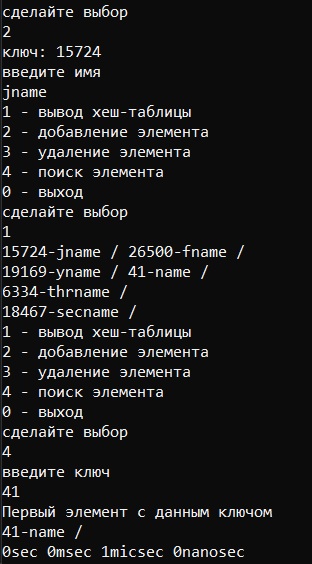 сделайте выбор
2
ключ: 15724
введите имя
jname
1 - вывод хеш-таблицы
2 - добавление элемента
3 - удаление элемента
4 - поиск элемента
0 - выход
сделайте выбор
1
15724-jname / 26500-fname /
19169-yname / 41-name /
6334-thrname /
18467-secname /
1 - вывод хеш-таблицы
2 - добавление элемента
3 - удаление элемента
4 - поиск элемента
0 - выход
сделайте выбор
4
введите ключ
41
Первый элемент с данным ключом
41-name /
0sec 0msec 1micsec 0nanosec